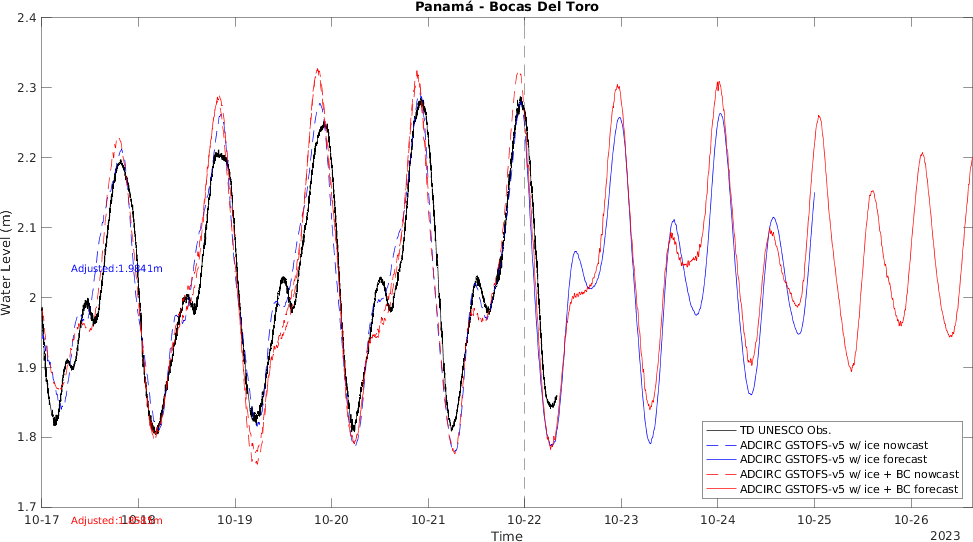 Panamá - Bocas Del Toro
2.4
2.3
2.2
2.1
2
1.9
1.8
1.7
Water Level (m)
Adjusted:1.9841m
TD UNESCO Obs.
ADCIRC GSTOFS-v5 w/ ice nowcast
ADCIRC GSTOFS-v5 w/ ice forecast
ADCIRC GSTOFS-v5 w/ ice + BC nowcast
ADCIRC GSTOFS-v5 w/ ice + BC forecast
10-17 10-18 10-19 10-20 10-21 10-22 10-23 10-24 10-25 10-26
Time
2023